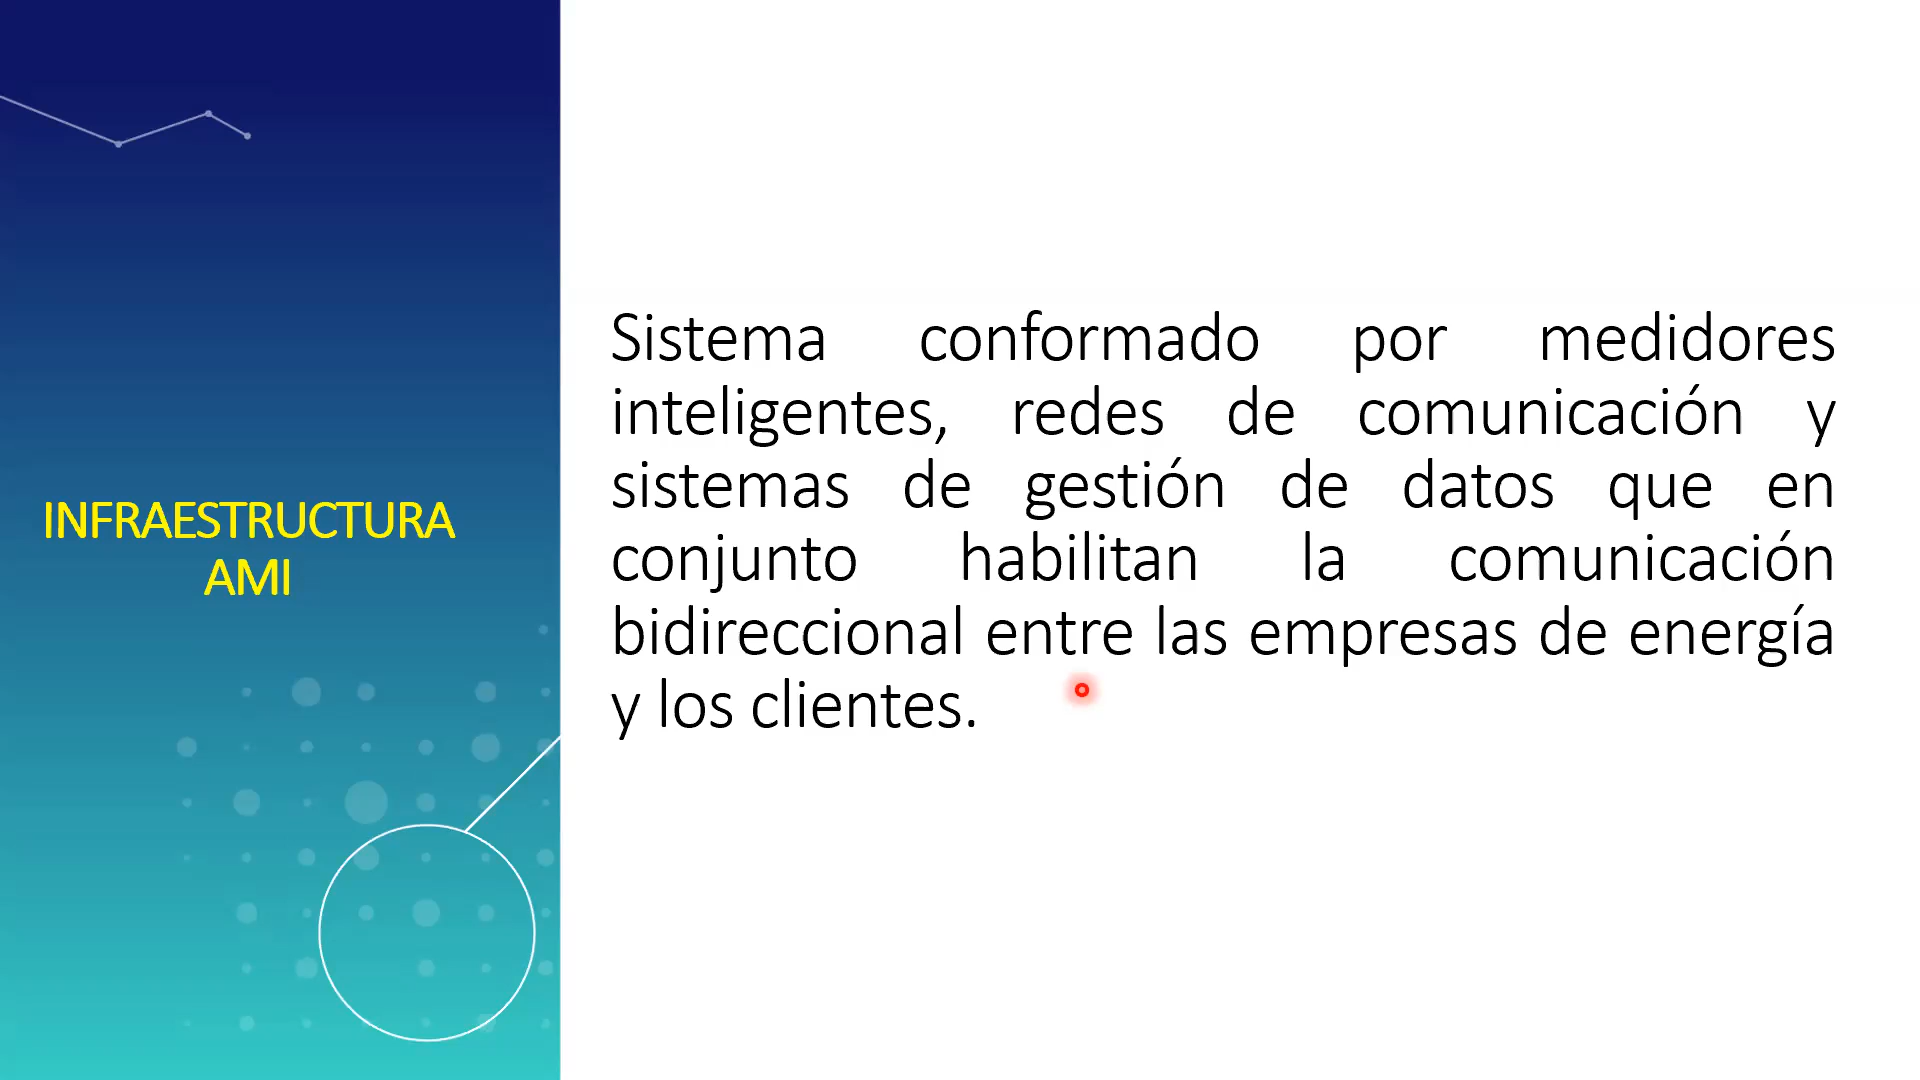 INFRAESTRUCTURA
AMI
Sistema conformado por medidores
inteligentes, redes de comunicación y
sistemas de gestión de datos que en
conjunto habilitan la comunicación
bidireccional entre las empresas de energía
y los clientes.